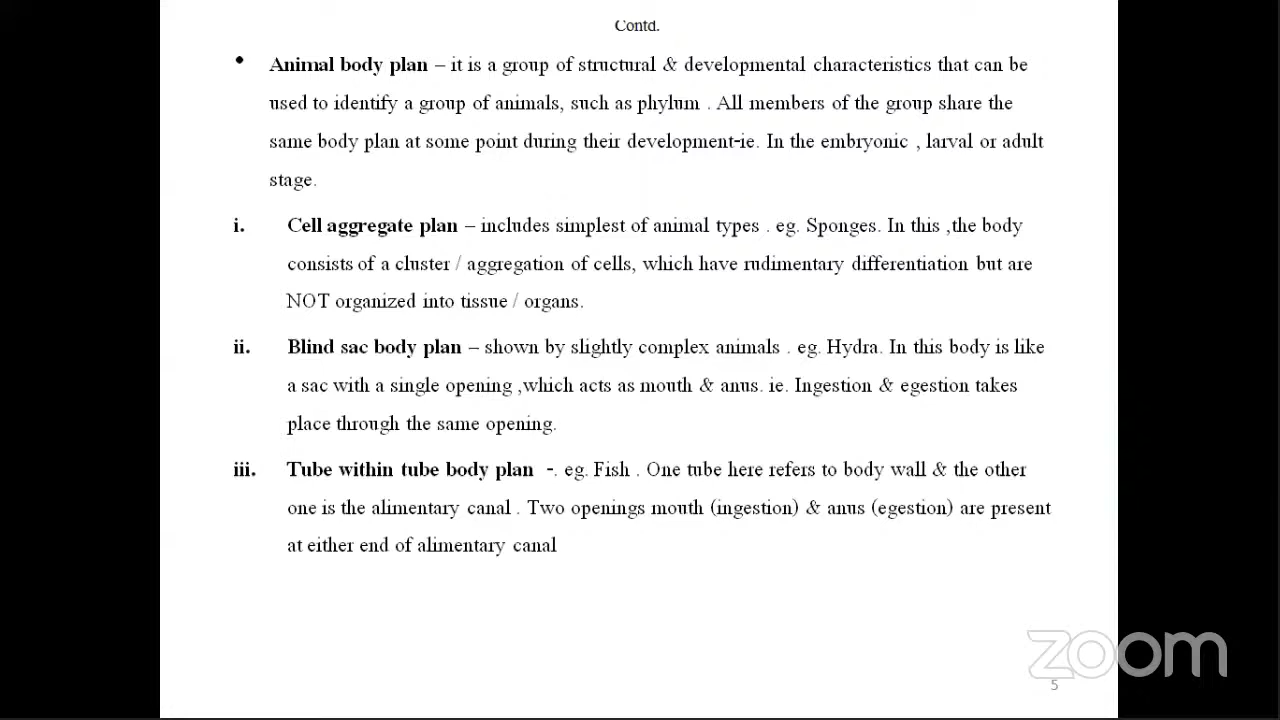 Contd.
• Animal body plan – it is a group of structural & developmental characteristics that can be
used to identify a group of animals, such as phylum . All members of the group share the
same body plan at some point during their development-ie. In the embryonic , larval or adult
stage.
i. Cell aggregate plan – includes simplest of animal types . eg. Sponges. In this ,the body
consists of a cluster / aggregation of cells, which have rudimentary differentiation but are
NOT organized into tissue / organs.
ii. Blind sac body plan – shown by slightly complex animals . eg. Hydra. In this body is like
a sac with a single opening ,which acts as mouth & anus. ie. Ingestion & egestion takes
place through the same opening.
iii. Tube within tube body plan -. eg. Fish . One tube here refers to body wall & the other
one is the alimentary canal . Two openings mouth (ingestion) & anus (egestion) are present
at either end of alimentary canal
zoom
5